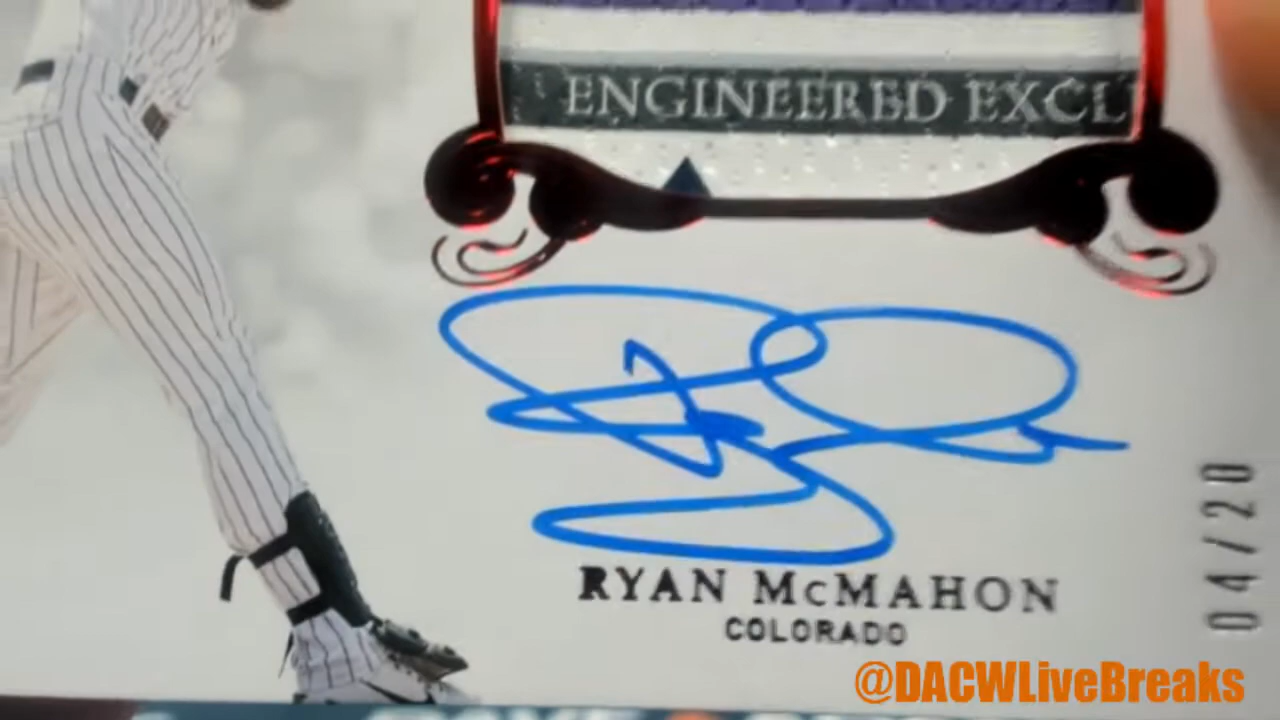 ENGINEERED EXCL
RYAN McMAHON
COLORADO
04/20
@DACWLiveBreaks